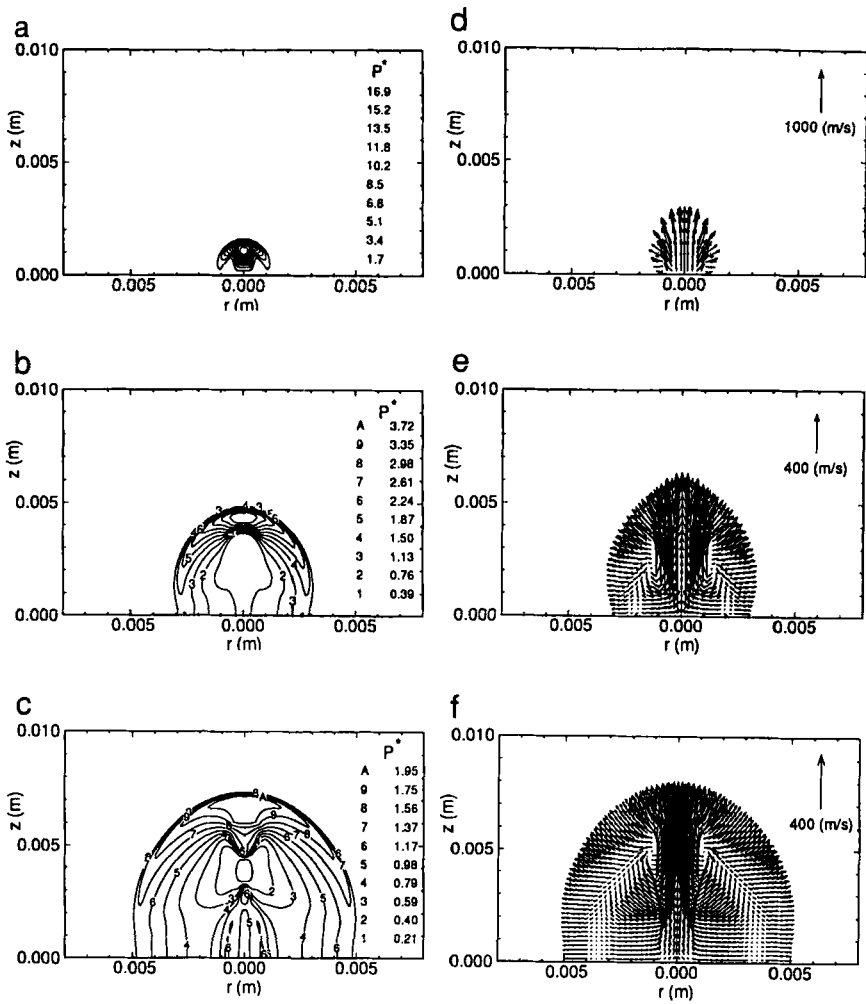 a
0.010
0.005
0.000
z (m)
0.005
0.000
0.005
r (m)
P*
16.9
15.2
13.5
11.8
10.2
8.5
6.8
5.1
3.4
1.7
d
0.010
0.005
0.000
z (m)
0.005
0.000
0.005
r (m)
1000 (m/s)
b
0.010
0.005
0.000
z (m)
0.005
0.000
0.005
r (m)
P*
A 3.72
9 3.35
8 2.98
7 2.61
6 2.24
5 1.87
4 1.50
3 1.13
2 0.76
1 0.39
e
0.010
0.005
0.000
z (m)
0.005
0.000
0.005
r (m)
400 (m/s)
c
0.010
0.005
0.000
z (m)
0.005
0.000
0.005
r (m)
P*
A 1.95
9 1.75
8 1.56
7 1.37
6 1.17
5 0.98
4 0.79
3 0.59
2 0.40
1 0.21
f
0.010
0.005
0.000
z (m)
0.005
0.000
0.005
r (m)
400 (m/s)